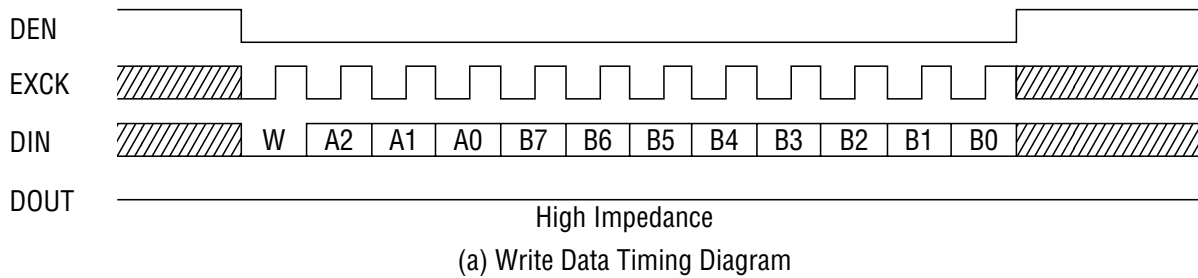 DEN
EXCK
DIN W A2 A1 A0 B7 B6 B5 B4 B3 B2 B1 B0
DOUT
High Impedance
(a) Write Data Timing Diagram